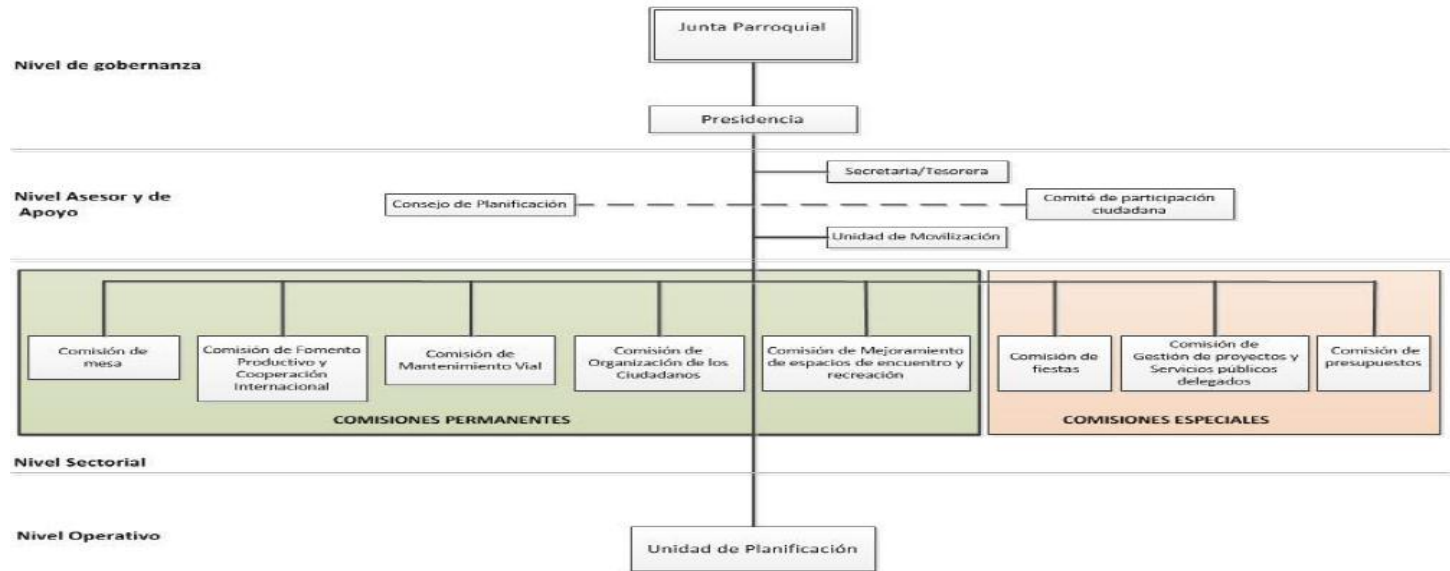 Junta Parroquial
Nivel de gobernanza
Presidencia
Secretaria/Tesorera
Nivel Asesor y de
Apoyo
Consejo de Planificación
Comité de participación
ciudadana
Unidad de Movilización
Comisión de
mesa
Comisión de Fomento
Productivo y
Cooperación
Internacional
Comisión de
Mantenimiento Vial
Comisión de
Organización de los
Ciudadanos
Comisión de Mejoramiento
de espacios de encuentro y
recreación
Comisión de
fiestas
Comisión de
Gestión de proyectos y
Servicios públicos
delegados
Comisión de
presupuestos
COMISIONES PERMANENTES
COMISIONES ESPECIALES
Nivel Sectorial
Nivel Operativo
Unidad de Planificación